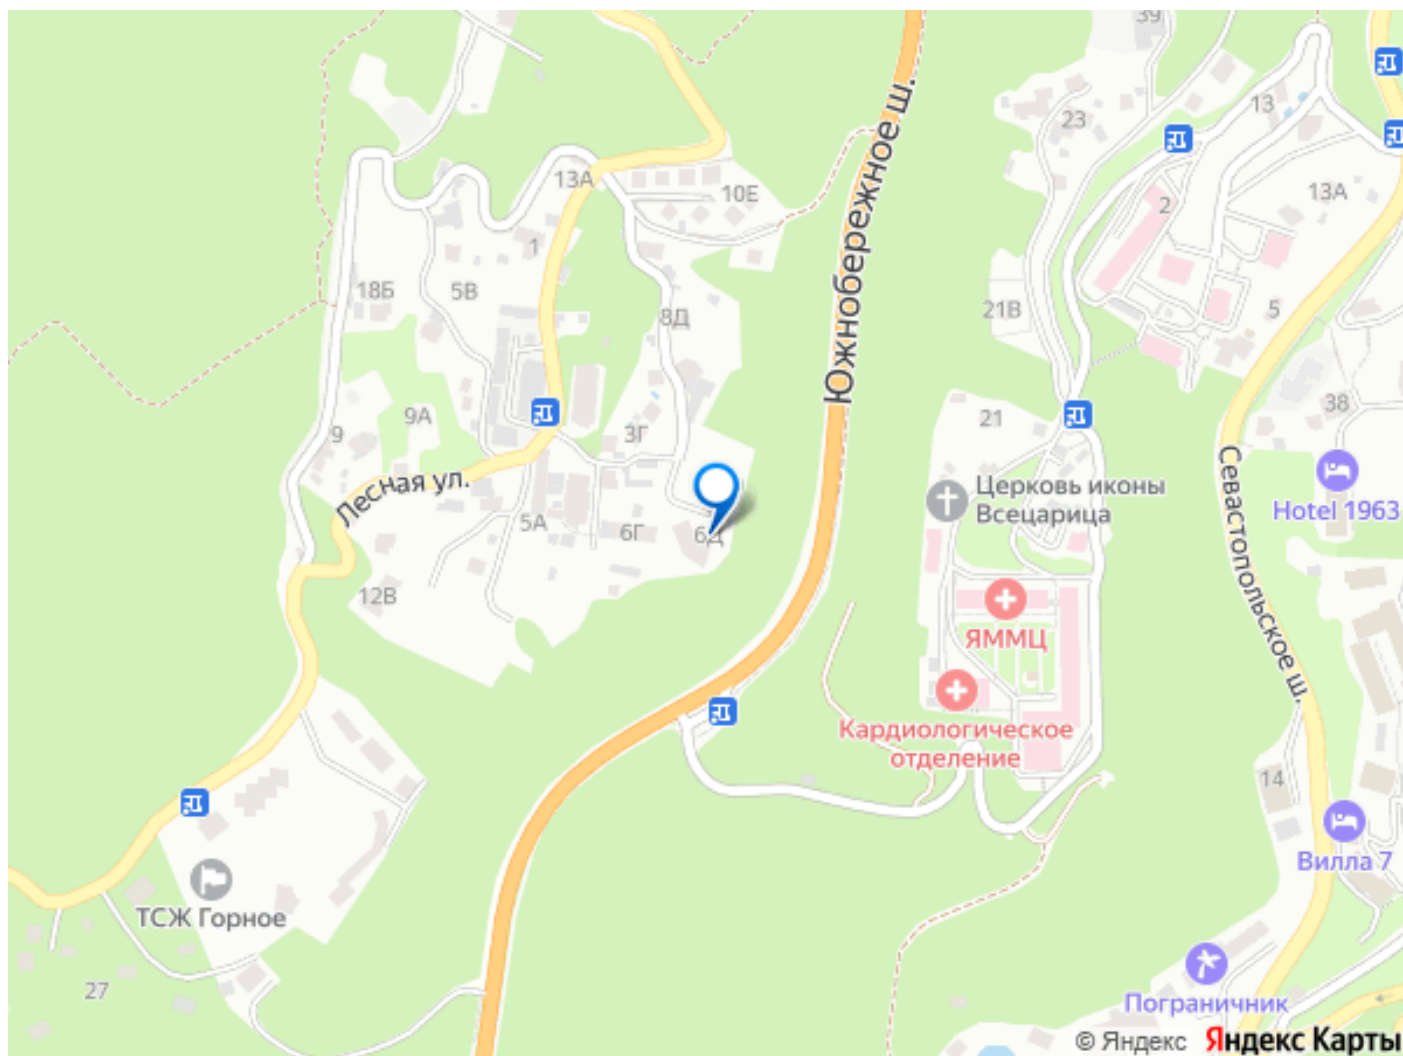 39
13
23
13А
10Е
13А
2
1
Южнобережное ш.
18Б
5В
21В
5
8Д
9А
38
21
3Г
9
Севастопольское ш.
Лесная ул.
Церковь иконы
Всецарица
Hotel 1963
5А
6Г
6Д
12В
ЯММЦ
Кардиологическое
отделение
14
Вилла 7
ТСЖ Горное
27
Пограничник
© Яндекс Яндекс Карты